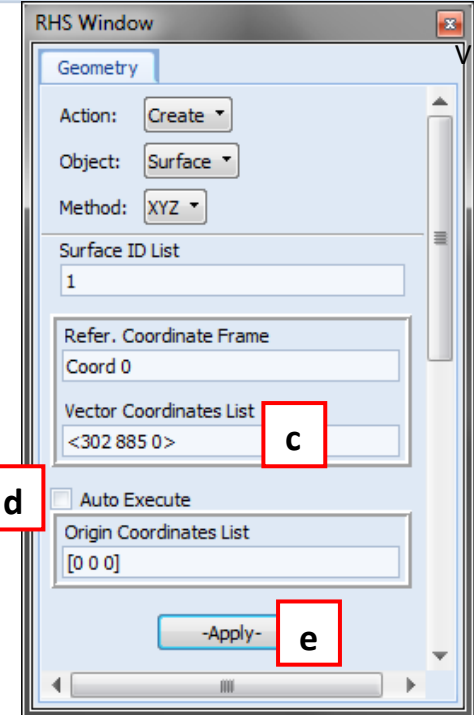 RHS Window
V
Geometry
Action: Create
Object: Surface
Method: XYZ
Surface ID List
1
Refer. Coordinate Frame
Coord 0
Vector Coordinates List
<302 885 0>
c
d
Auto Execute
Origin Coordinates List
[0 0 0]
-Apply-
e